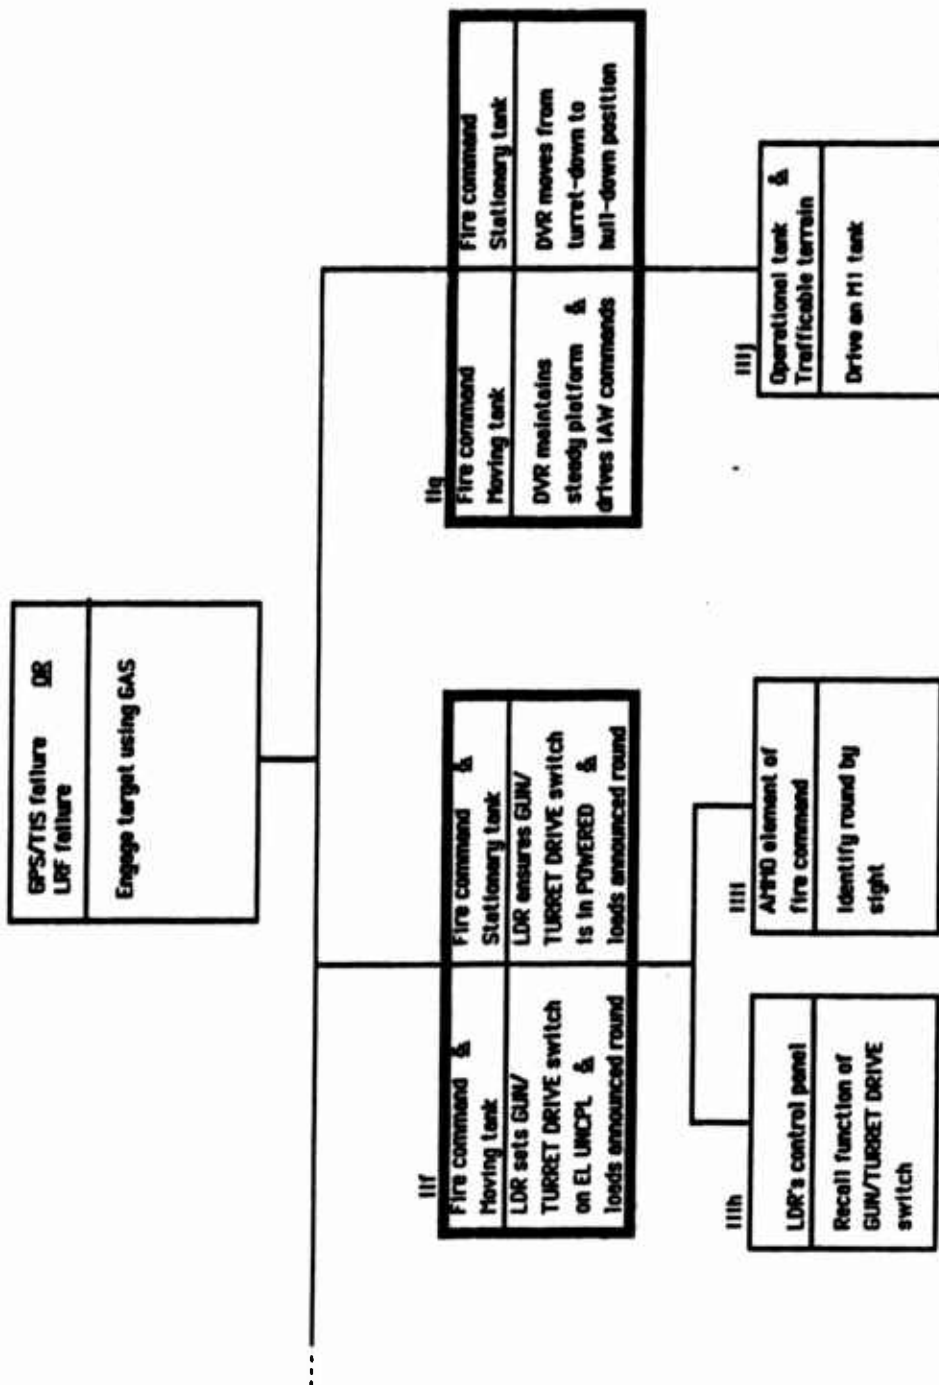 GPS/TIS failure OR
LRF failure
Engage target using GAS
IIf
Fire command &
Moving tank
LDR sets GUN/
TURRET DRIVE switch
on EL UNCPL &
loads announced round
Fire command &
Stationary tank
LDR ensures GUN/
TURRET DRIVE switch
is in POWERED &
loads announced round
IIg
Fire command
Moving tank
DVR maintains
steady platform &
drives IAW commands
Fire command
Stationary tank
DVR moves from
turret-down to
hull-down position
IIIh
LDR's control panel
Recall function of
GUN/TURRET DRIVE
switch
IIIi
AMMO element of
fire command
Identify round by
sight
IIIj
Operational tank &
Trafficable terrain
Drive an M1 tank